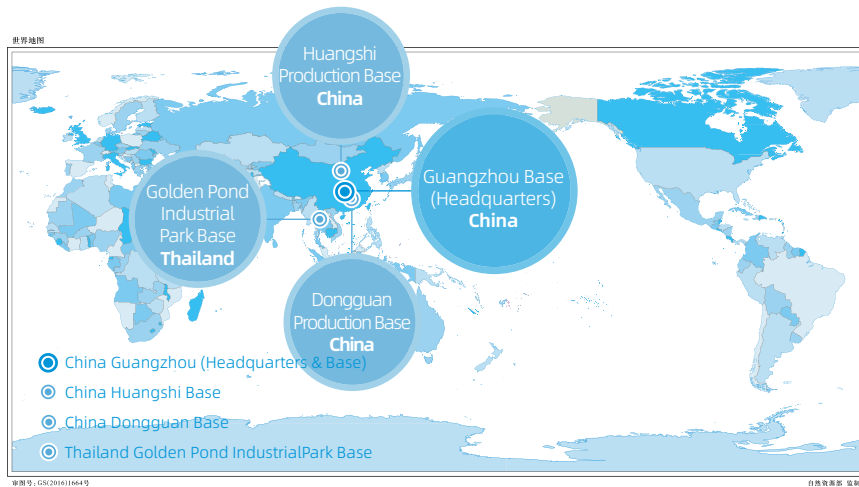 世界地图
Huangshi
Production Base
China
Guangzhou Base
(Headquarters)
China
Golden Pond
Industrial
Park Base
Thailand
Dongguan
Production Base
China
China Guangzhou (Headquarters & Base)
China Huangshi Base
China Dongguan Base
Thailand Golden Pond IndustrialPark Base
审图号:GS(2016)1664号
自然资源部 监制